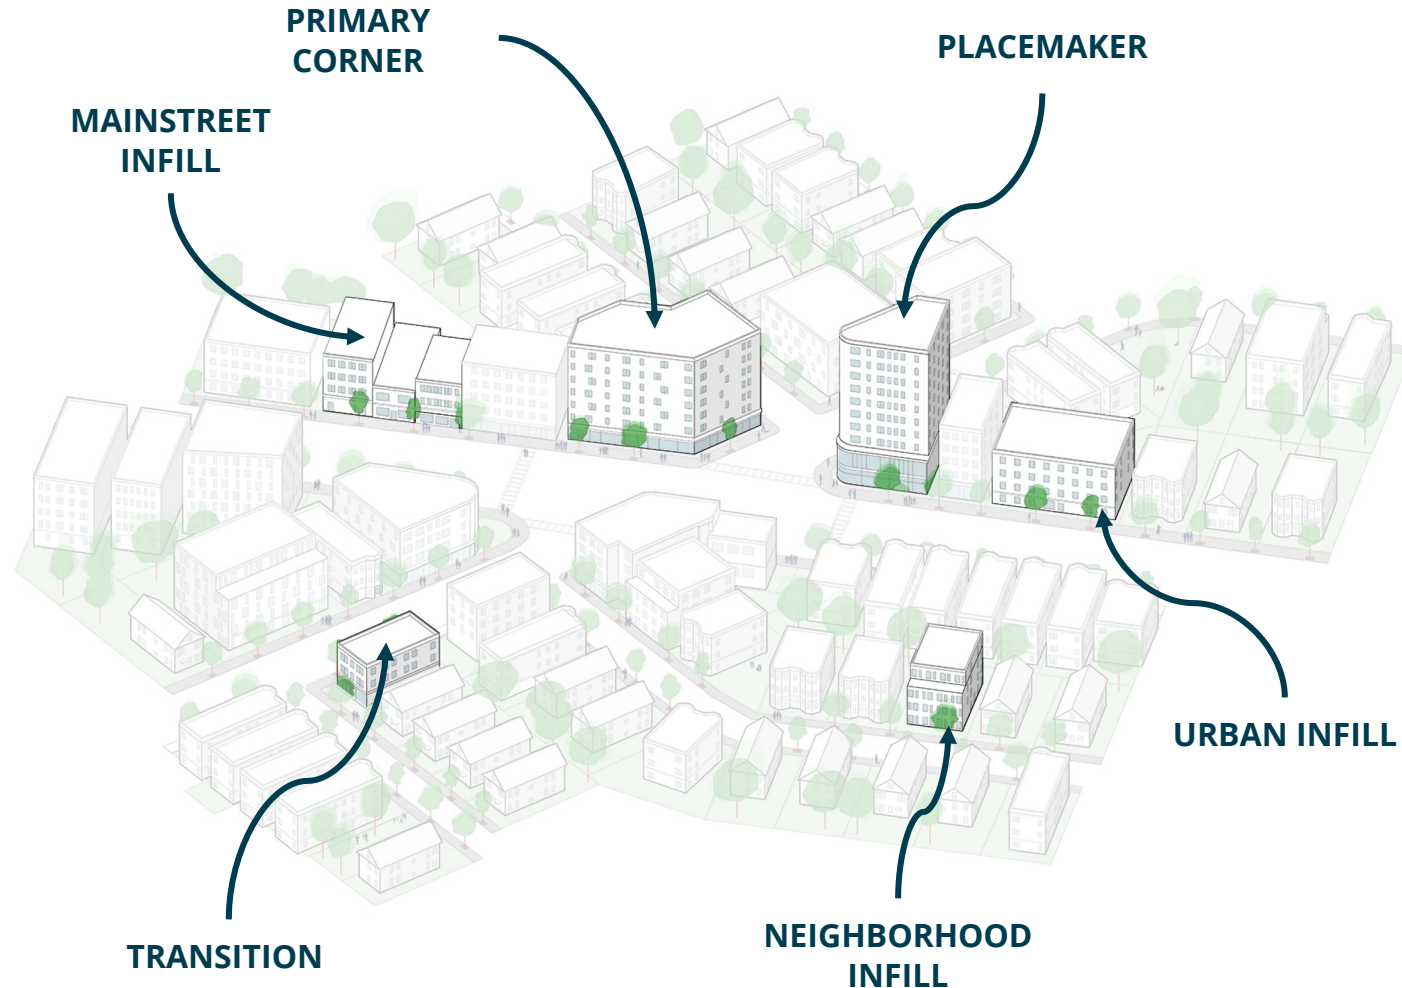 PRIMARY
CORNER
PLACEMAKER
MAINSTREET
INFILL
URBAN INFILL
TRANSITION
NEIGHBORHOOD
INFILL